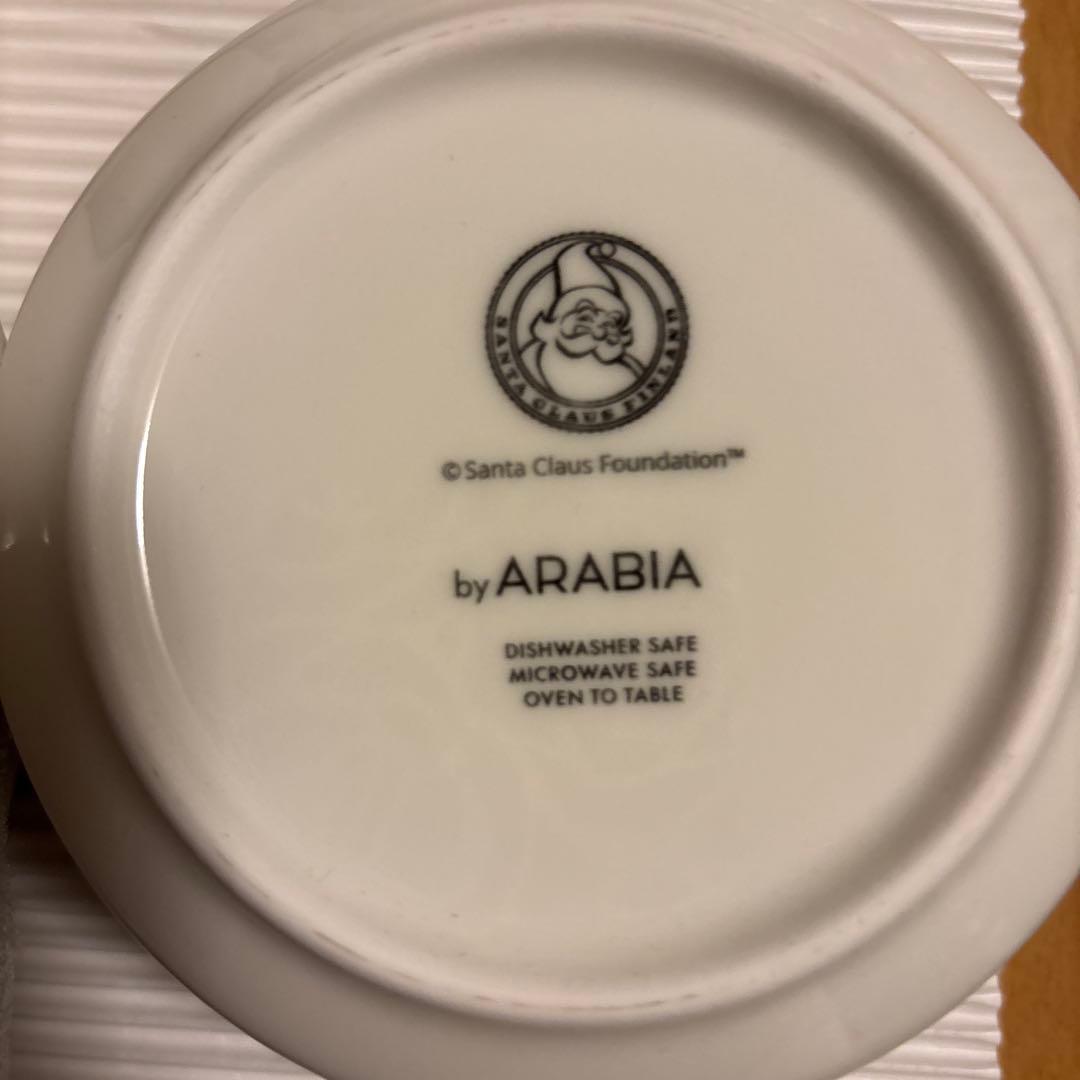 SANTA CLAUS FINLAND
© Santa Claus Foundation™
by ARABIA
DISHWASHER SAFE
MICROWAVE SAFE
OVEN TO TABLE